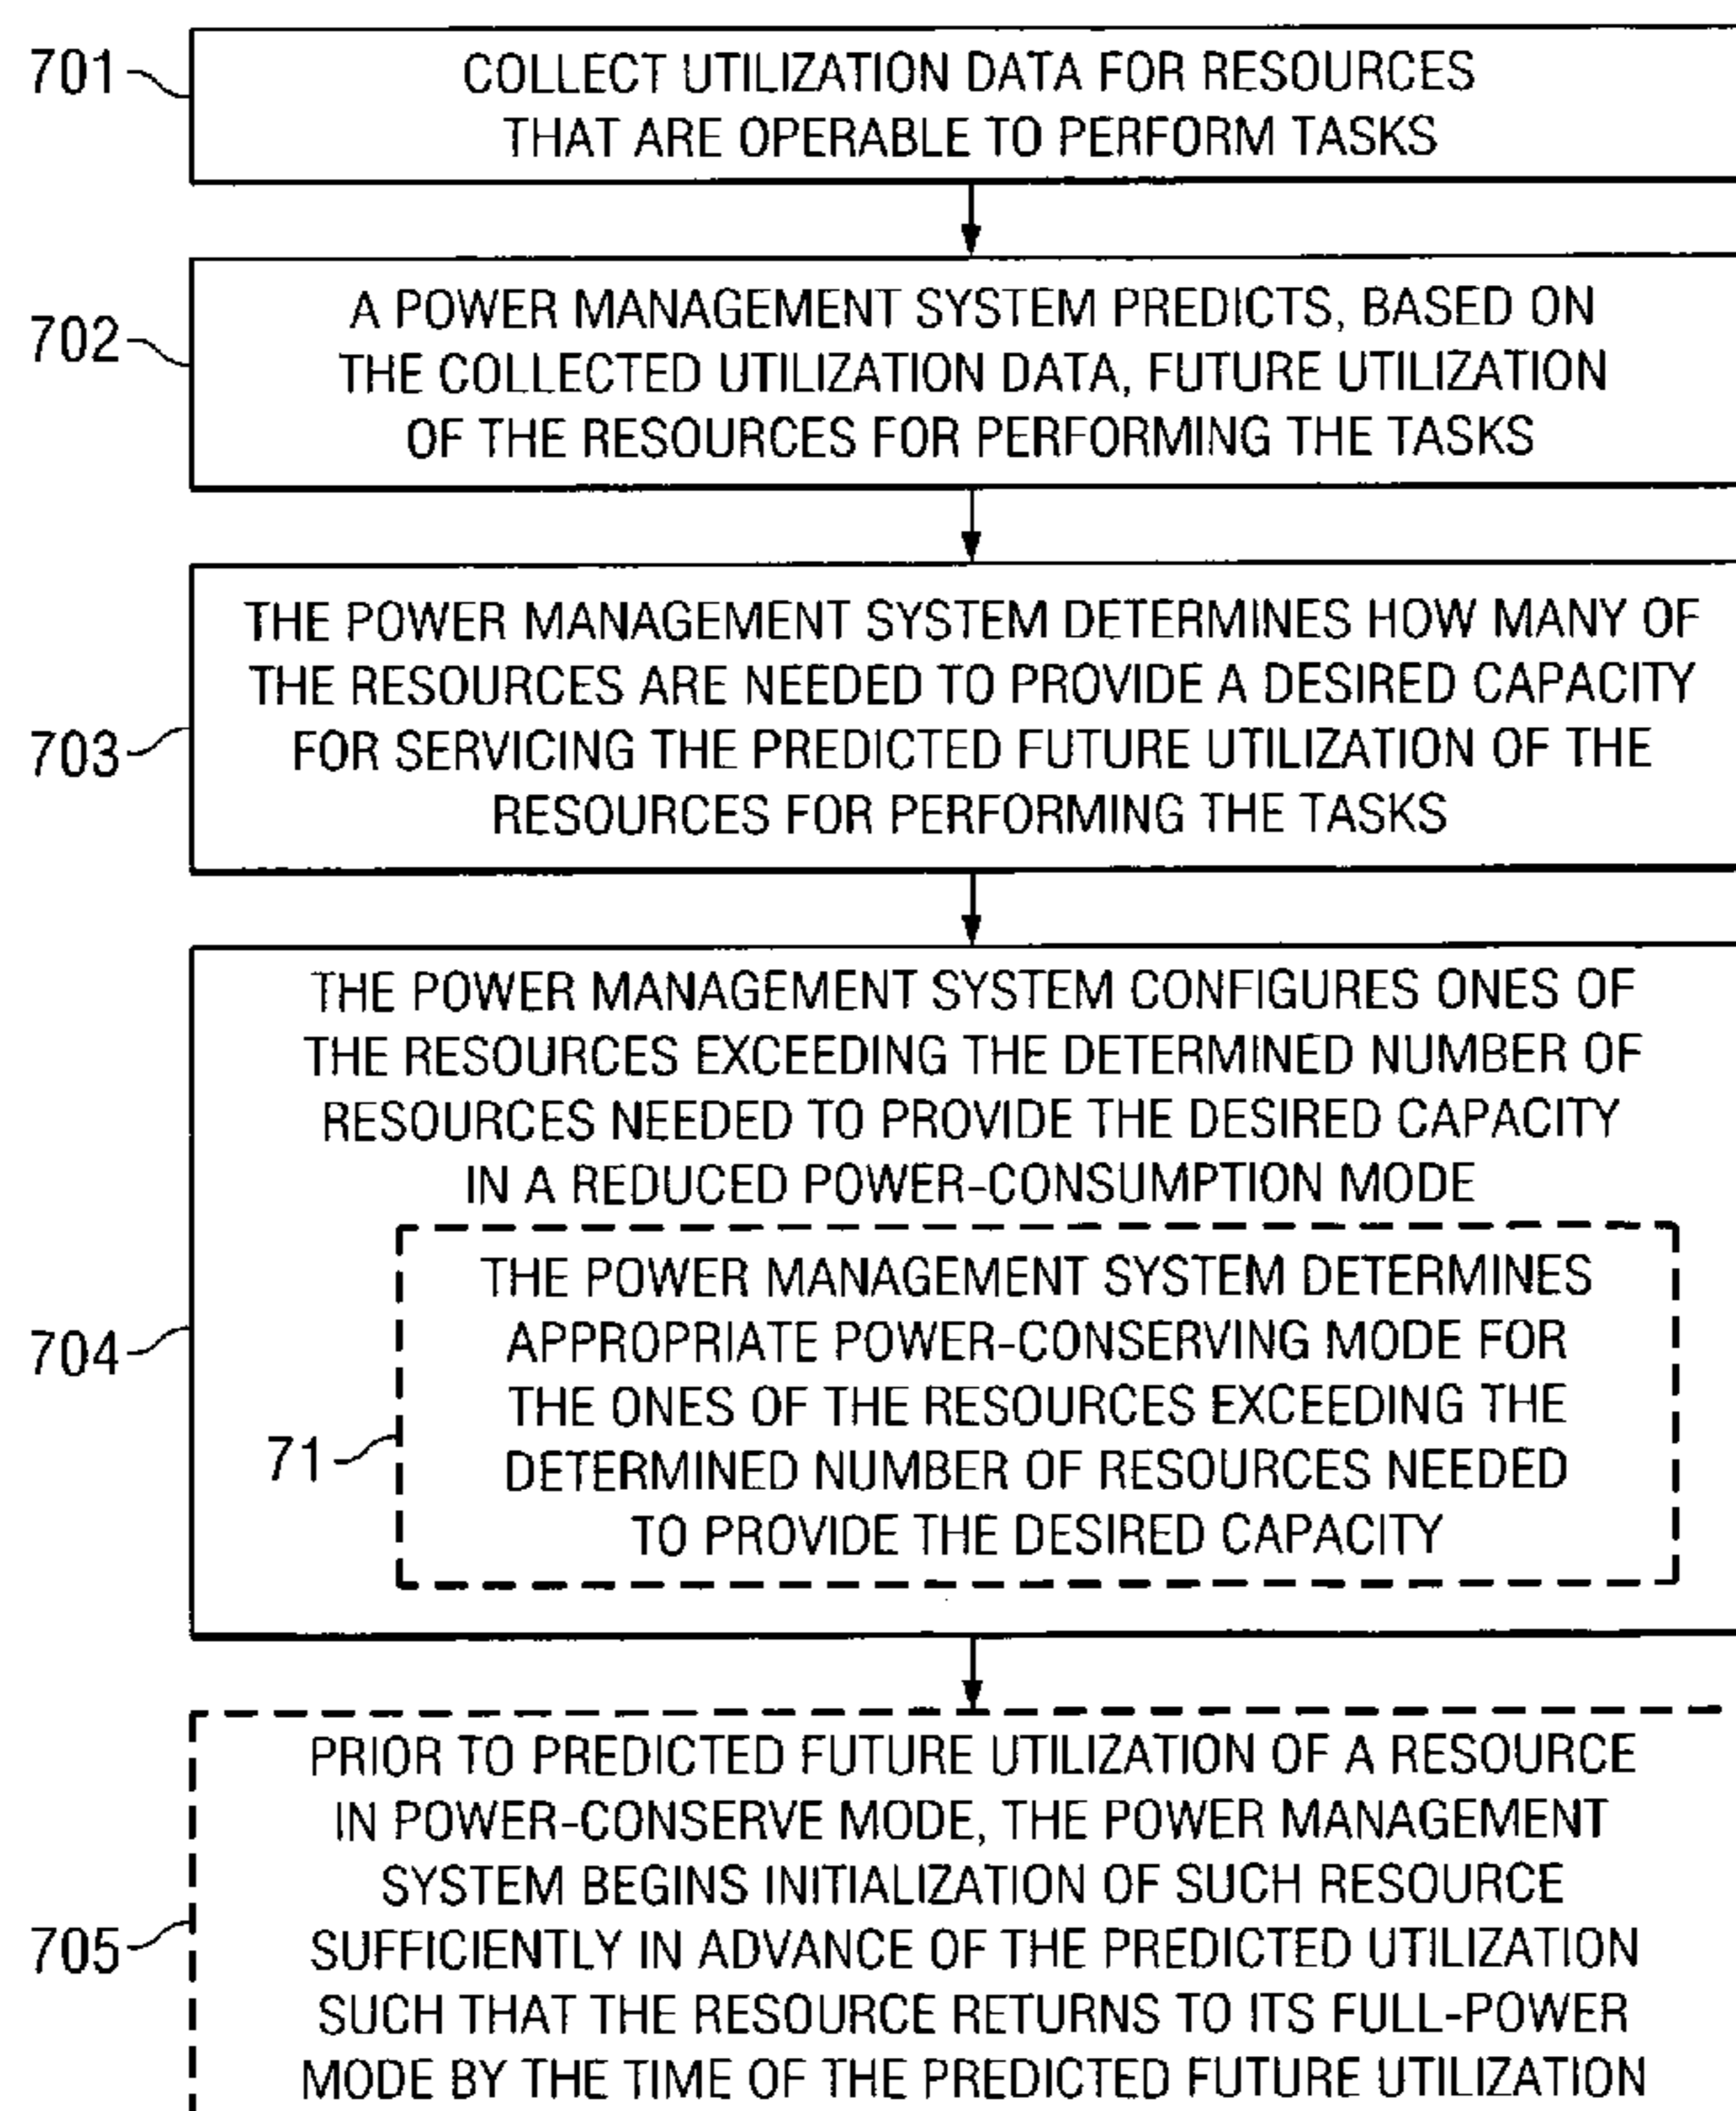 701
COLLECT UTILIZATION DATA FOR RESOURCES
THAT ARE OPERABLE TO PERFORM TASKS
702
A POWER MANAGEMENT SYSTEM PREDICTS, BASED ON
THE COLLECTED UTILIZATION DATA, FUTURE UTILIZATION
OF THE RESOURCES FOR PERFORMING THE TASKS
703
THE POWER MANAGEMENT SYSTEM DETERMINES HOW MANY OF
THE RESOURCES ARE NEEDED TO PROVIDE A DESIRED CAPACITY
FOR SERVICING THE PREDICTED FUTURE UTILIZATION OF THE
RESOURCES FOR PERFORMING THE TASKS
704
THE POWER MANAGEMENT SYSTEM CONFIGURES ONES OF
THE RESOURCES EXCEEDING THE DETERMINED NUMBER OF
RESOURCES NEEDED TO PROVIDE THE DESIRED CAPACITY
IN A REDUCED POWER-CONSUMPTION MODE
71
THE POWER MANAGEMENT SYSTEM DETERMINES
APPROPRIATE POWER-CONSERVING MODE FOR
THE ONES OF THE RESOURCES EXCEEDING THE
DETERMINED NUMBER OF RESOURCES NEEDED
TO PROVIDE THE DESIRED CAPACITY
705
PRIOR TO PREDICTED FUTURE UTILIZATION OF A RESOURCE
IN POWER-CONSERVE MODE, THE POWER MANAGEMENT
SYSTEM BEGINS INITIALIZATION OF SUCH RESOURCE
SUFFICIENTLY IN ADVANCE OF THE PREDICTED UTILIZATION
SUCH THAT THE RESOURCE RETURNS TO ITS FULL-POWER
MODE BY THE TIME OF THE PREDICTED FUTURE UTILIZATION